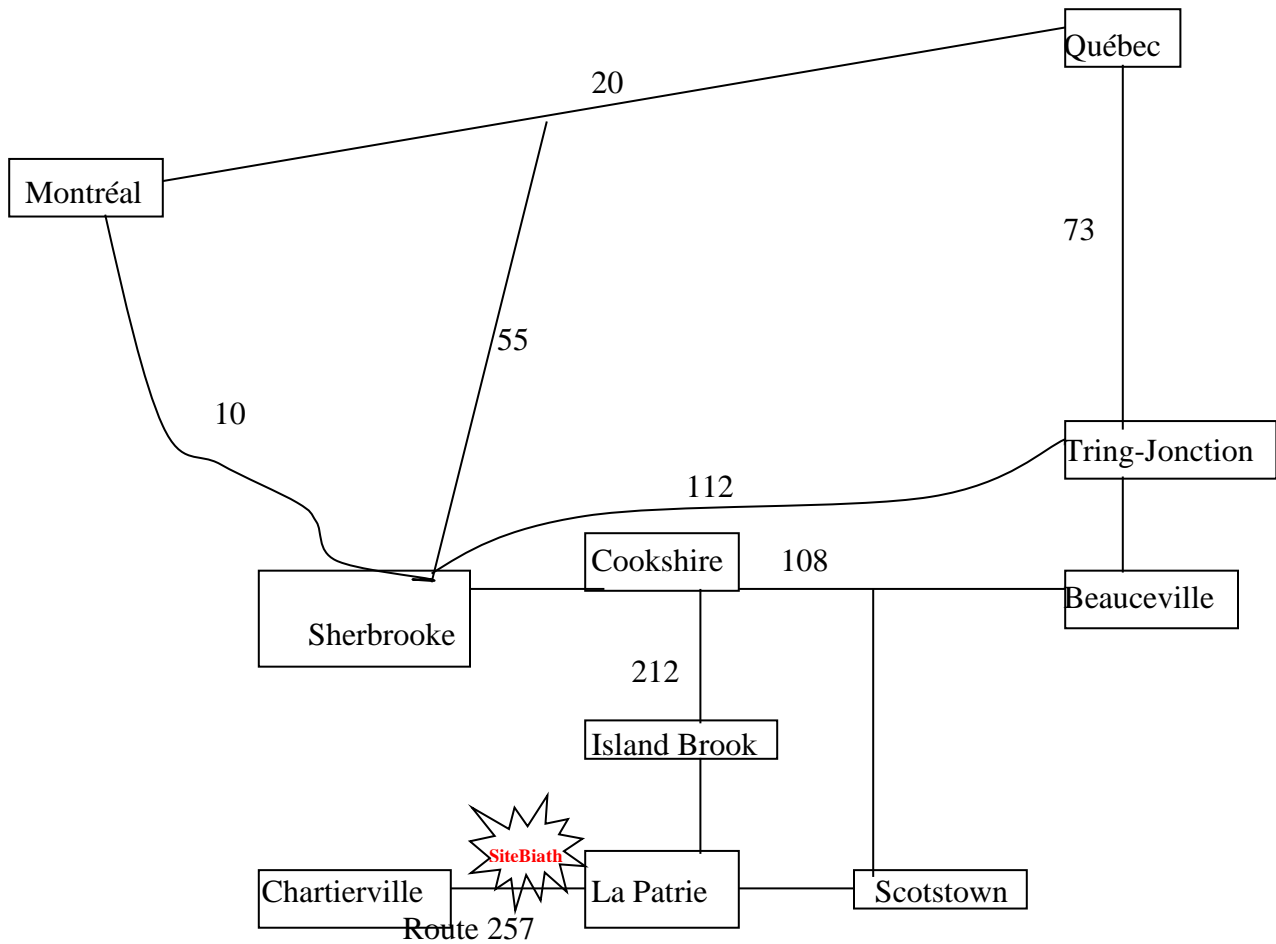 Québec
20
Montréal
73
55
10
Tring-Jonction
112
Cookshire
108
Beauceville
Sherbrooke
212
Island Brook
SiteBiath
Chartierville
La Patrie
Scotstown
Route 257